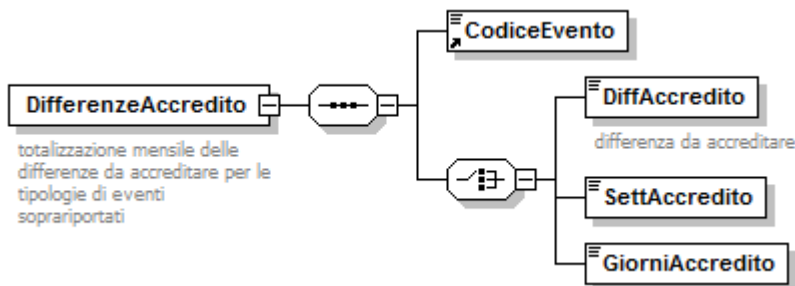 CodiceEvento
DifferenzeAccredito
totalizzazione mensile delle
differenze da accreditare per le
tipologie di eventi
soprariportati
DiffAccredito
differenza da accreditare
SettAccredito
GiorniAccredito